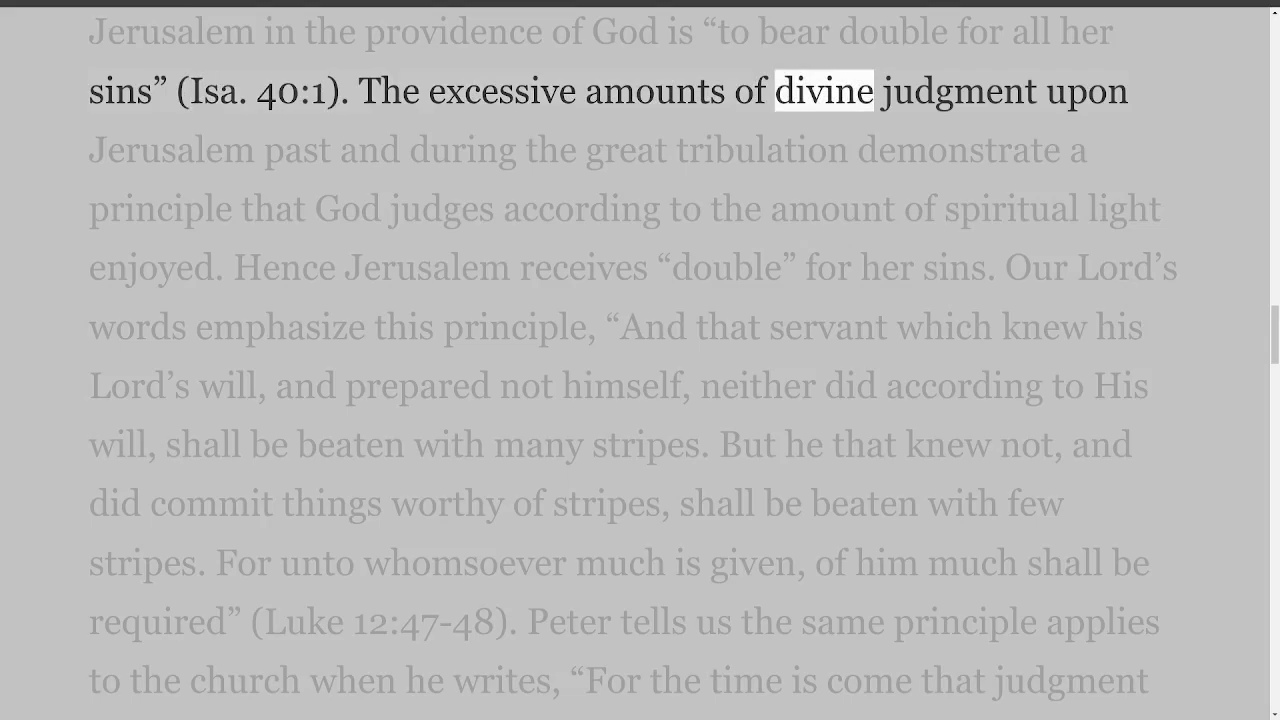 Jerusalem in the providence of God is “to bear double for all her
sins” (Isa. 40:1). The excessive amounts of divine judgment upon
Jerusalem past and during the great tribulation demonstrate a
principle that God judges according to the amount of spiritual light
enjoyed. Hence Jerusalem receives “double” for her sins. Our Lord’s
words emphasize this principle, “And that servant which knew his
Lord’s will, and prepared not himself, neither did according to His
will, shall be beaten with many stripes. But he that knew not, and
did commit things worthy of stripes, shall be beaten with few
stripes. For unto whomsoever much is given, of him much shall be
required” (Luke 12:47-48). Peter tells us the same principle applies
to the church when he writes, “For the time is come that judgment